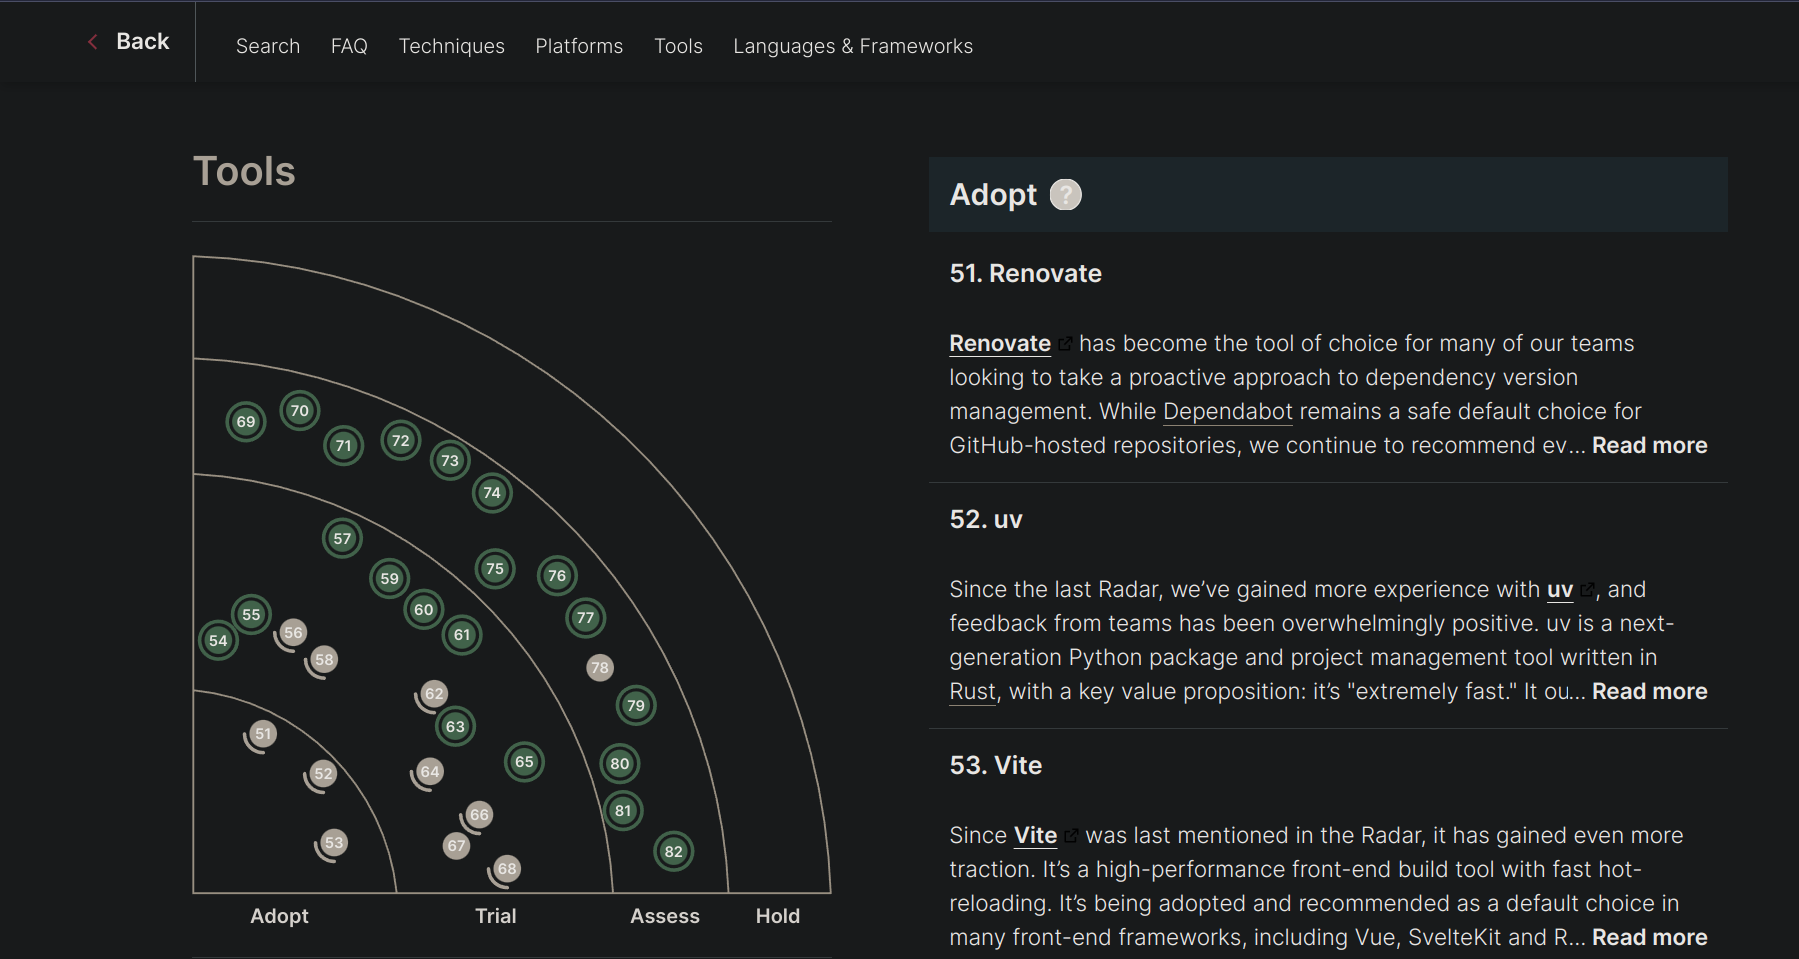 Back
Search FAQ Techniques Platforms Tools Languages & Frameworks
Tools
69
70
71
72
73
74
57
59
60
61
75
76
77
55
54
56
58
78
62
79
63
51
52
64
65
80
66
81
53
67
82
68
Adopt Trial Assess Hold
Adopt ?
51. Renovate
Renovate has become the tool of choice for many of our teams
looking to take a proactive approach to dependency version
management. While Dependabot remains a safe default choice for
GitHub-hosted repositories, we continue to recommend ev... Read more
52. uv
Since the last Radar, we’ve gained more experience with uv , and
feedback from teams has been overwhelmingly positive. uv is a next-
generation Python package and project management tool written in
Rust, with a key value proposition: it’s "extremely fast." It ou... Read more
53. Vite
Since Vite was last mentioned in the Radar, it has gained even more
traction. It’s a high-performance front-end build tool with fast hot-
reloading. It’s being adopted and recommended as a default choice in
many front-end frameworks, including Vue, SvelteKit and R... Read more